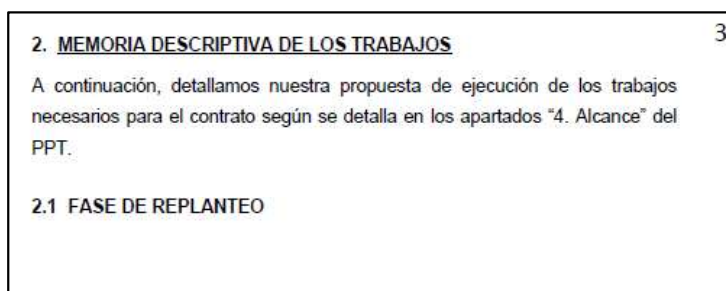 3
2. MEMORIA DESCRIPTIVA DE LOS TRABAJOS
A continuación, detallamos nuestra propuesta de ejecución de los trabajos
necesarios para el contrato según se detalla en los apartados “4. Alcance” del
PPT.
2.1 FASE DE REPLANTEO